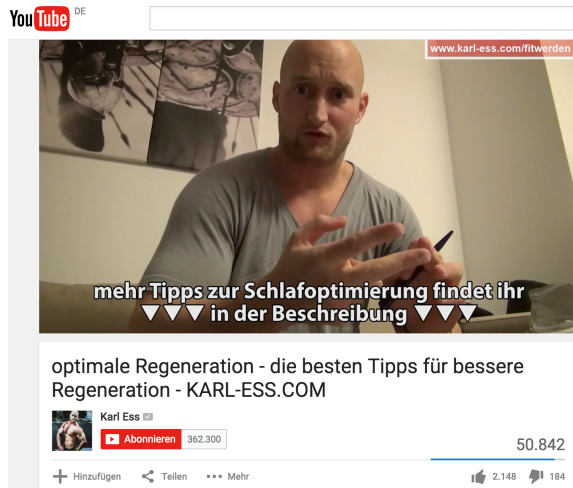 You Tube DE
www.karl-ess.com/fitwerden
mehr Tipps zur Schlafoptimierung findet ihr
▼▼▼ in der Beschreibung ▼▼▼
optimale Regeneration - die besten Tipps für bessere
Regeneration - KARL-ESS.COM
Karl Ess
Abonnieren 362.300
50.842
Hinzufügen Teilen Mehr 2.148 184